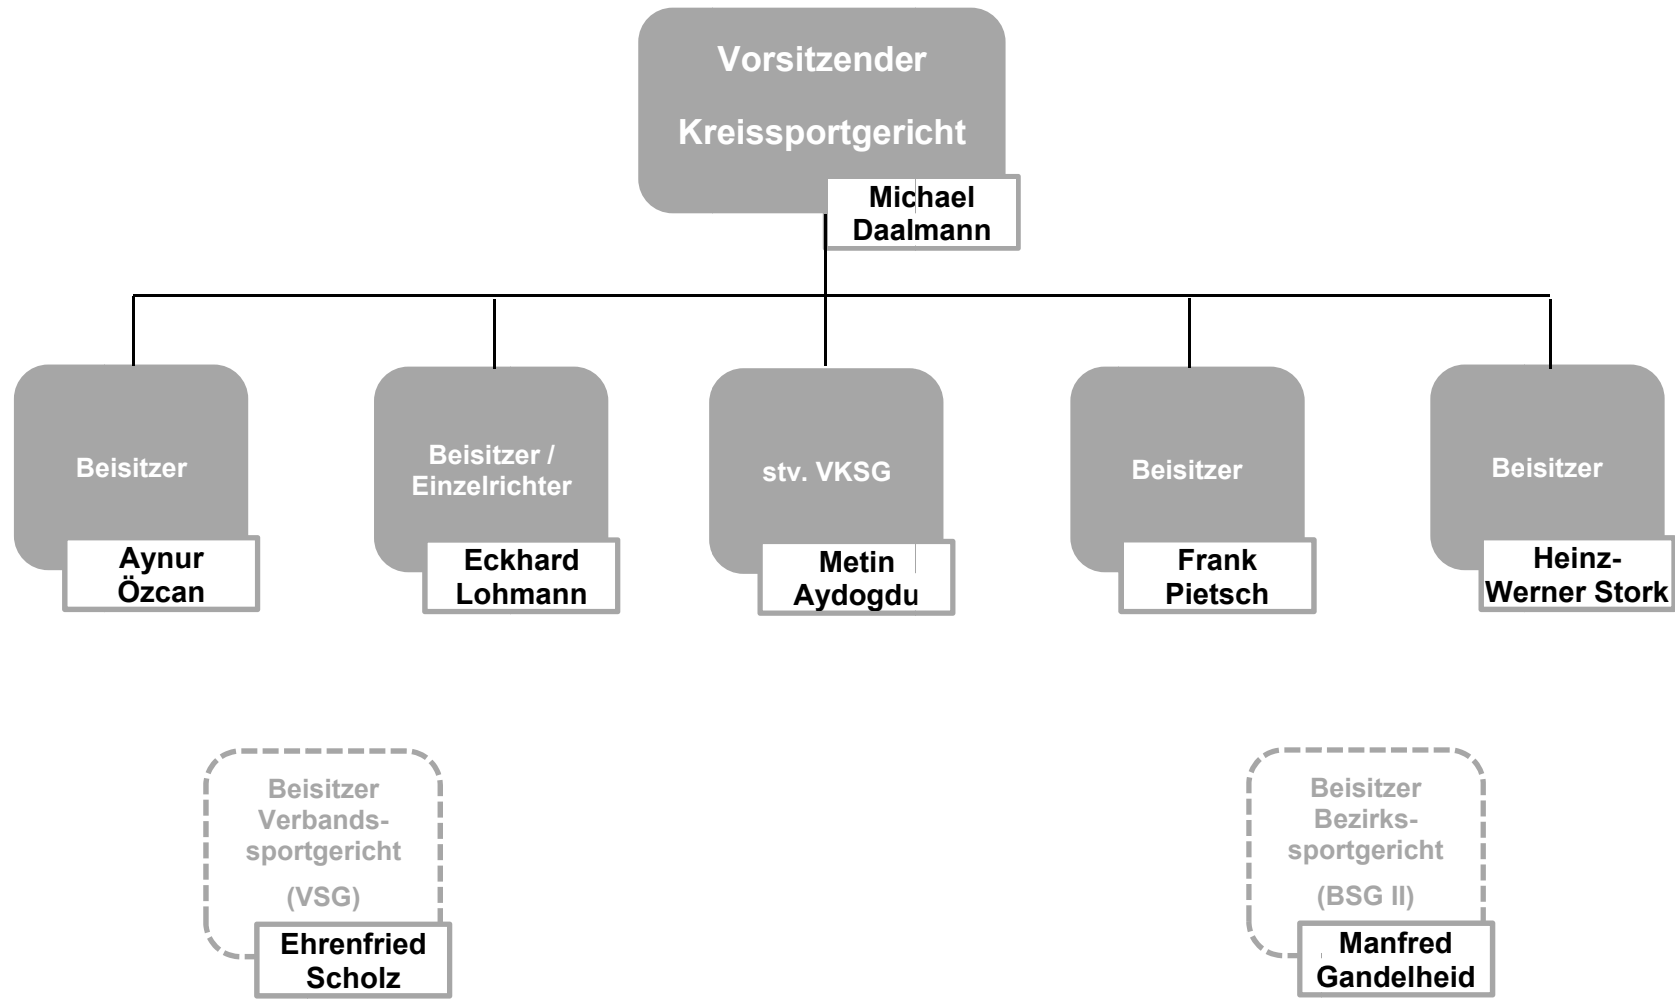 Vorsitzender
Kreissportgericht
Michael
Daalmann
Beisitzer
Aynur
Özcan
Beisitzer /
Einzelrichter
Eckhard
Lohmann
stv. VKSG
Metin
Aydogdu
Beisitzer
Frank
Pietsch
Beisitzer
Heinz-
Werner Stork
Beisitzer
Verbands-
sportgericht
(VSG)
Ehrenfried
Scholz
Beisitzer
Bezirks-
sportgericht
(BSG II)
Manfred
Gandelheid